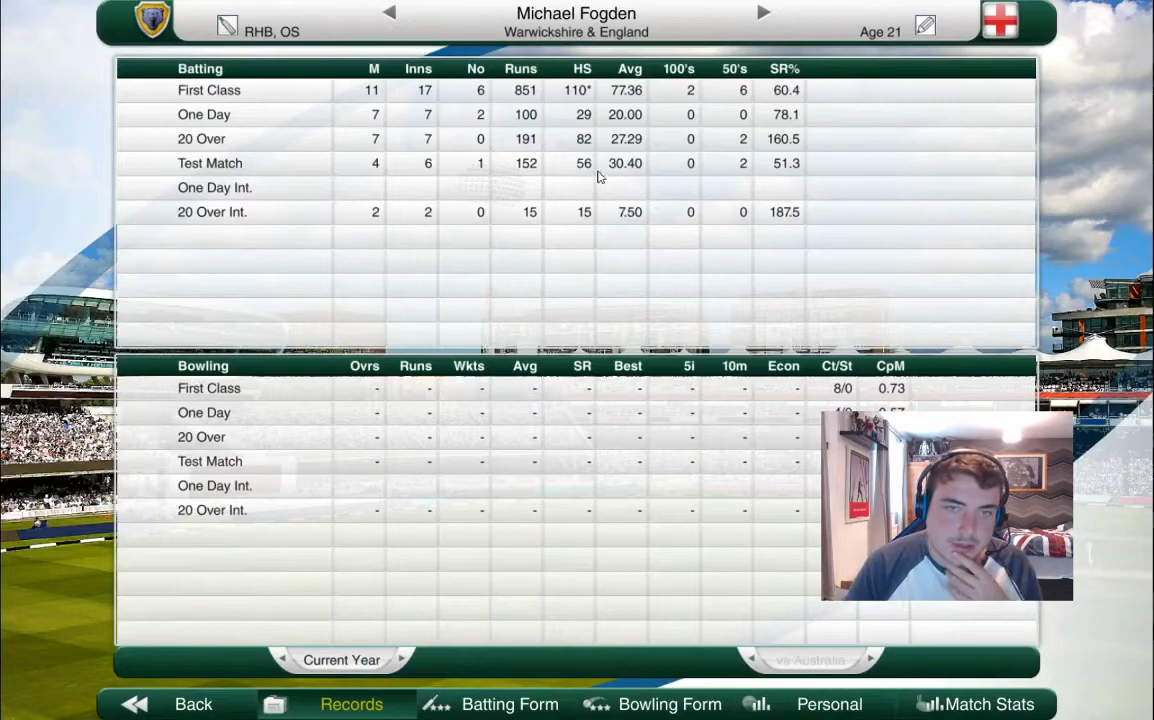 Michael Fogden
RHB, OS Warwickshire & England Age 21
Batting M Inns No Runs HS Avg 100's 50's SR%
First Class 11 17 6 851 110* 77.36 2 6 60.4
One Day 7 7 2 100 29 20.00 0 0 78.1
20 Over 7 7 0 191 82 27.29 0 2 160.5
Test Match 4 6 1 152 56 30.40 0 2 51.3
One Day Int.
20 Over Int. 2 2 0 15 15 7.50 0 0 187.5
Bowling Ovrs Runs Wkts Avg SR Best 5i 10m Econ Ct/St CpM
First Class - - - - - - - - - 8/0 0.73
One Day - - - - - - - - -
20 Over - - - - - - - - -
Test Match - - - - - - - - -
One Day Int. - - - - - - - - -
20 Over Int. - - - - - - - - -
Current Year vs Australia
Back Records Batting Form Bowling Form Personal Match Stats